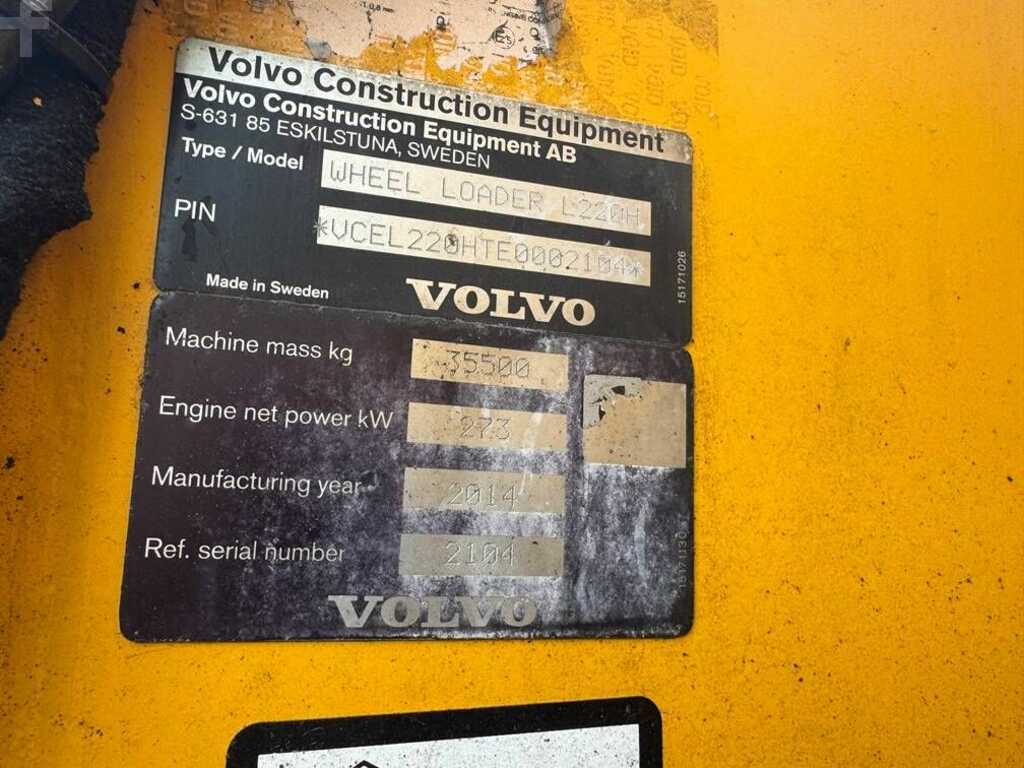 Volvo Construction Equipment
Volvo Construction Equipment AB
S-631 85 ESKILSTUNA, SWEDEN
Type / Model WHEEL LOADER L220H
PIN *VCEL220HTE0002104*
15171026
Made in Sweden VOLVO
Machine mass kg 35500
Engine net power kW 273
Manufacturing year 2014
Ref. serial number 2104
VOLVO